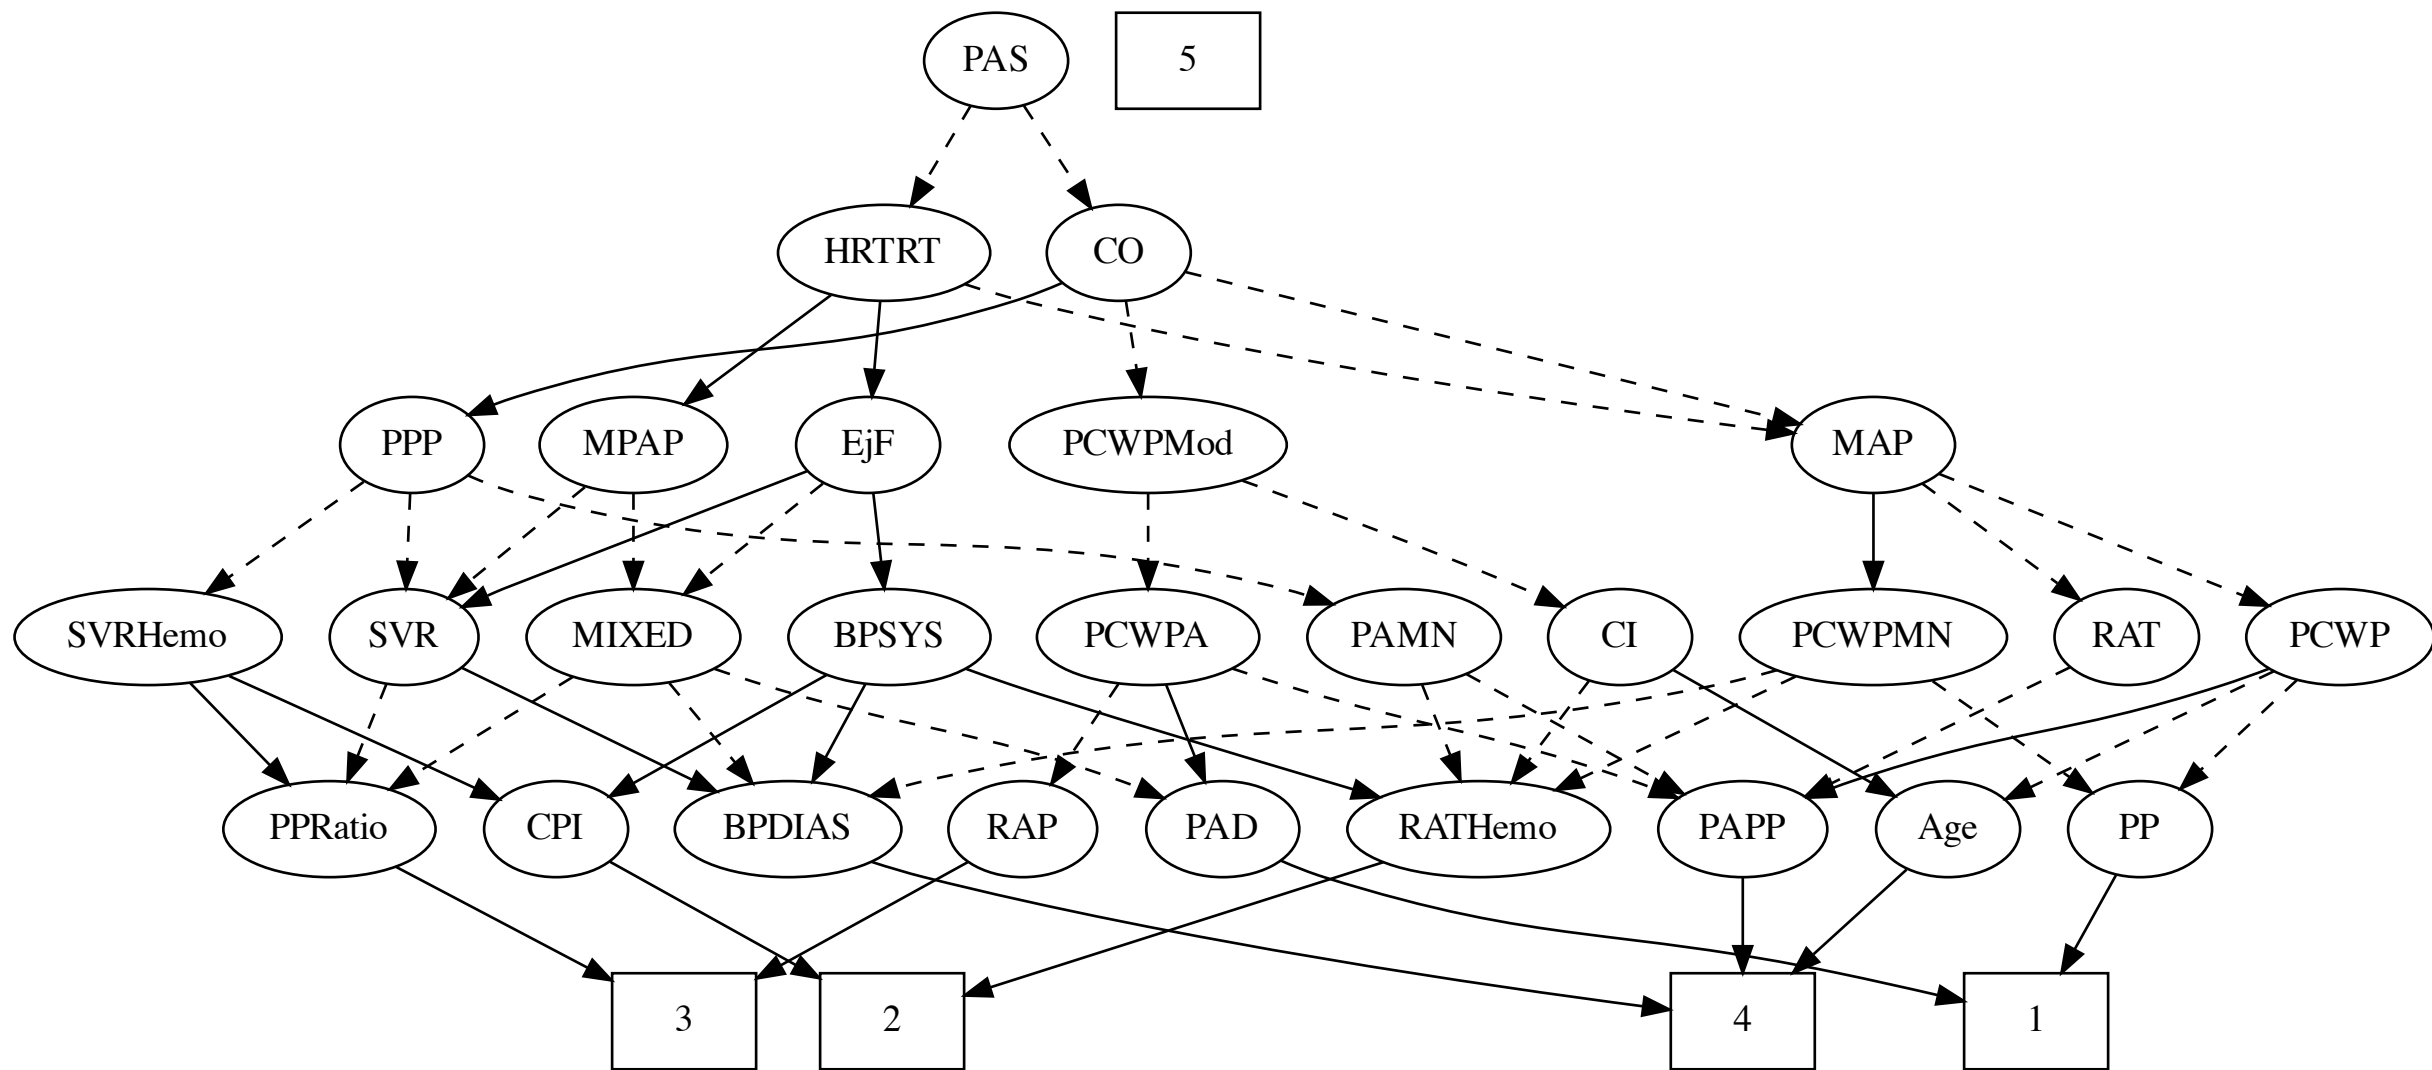 PAS
5
HRTRT
CO
PPP
MPAP
EjF
PCWPMod
MAP
SVRHemo
SVR
MIXED
BPSYS
PCWPA
PAMN
CI
PCWPMN
RAT
PCWP
PPRatio
CPI
BPDIAS
RAP
PAD
RATHemo
PAPP
Age
PP
3
2
4
1